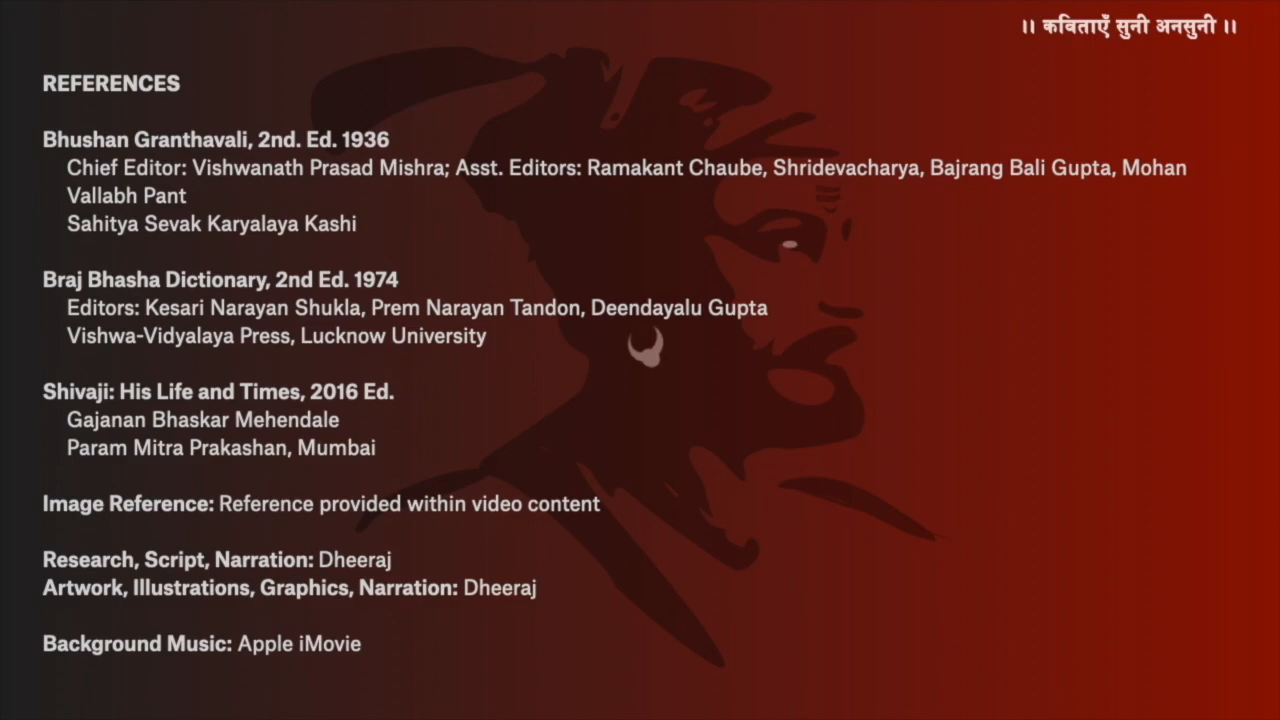 ।। कविताएँ सुनी अनसुनी ।।
REFERENCES
Bhushan Granthavali, 2nd. Ed. 1936
Chief Editor: Vishwanath Prasad Mishra; Asst. Editors: Ramakant Chaube, Shridevacharya, Bajrang Bali Gupta, Mohan
Vallabh Pant
Sahitya Sevak Karyalaya Kashi
Braj Bhasha Dictionary, 2nd Ed. 1974
Editors: Kesari Narayan Shukla, Prem Narayan Tandon, Deendayalu Gupta
Vishwa-Vidyalaya Press, Lucknow University
Shivaji: His Life and Times, 2016 Ed.
Gajanan Bhaskar Mehendale
Param Mitra Prakashan, Mumbai
Image Reference: Reference provided within video content
Research, Script, Narration: Dheeraj
Artwork, Illustrations, Graphics, Narration: Dheeraj
Background Music: Apple iMovie